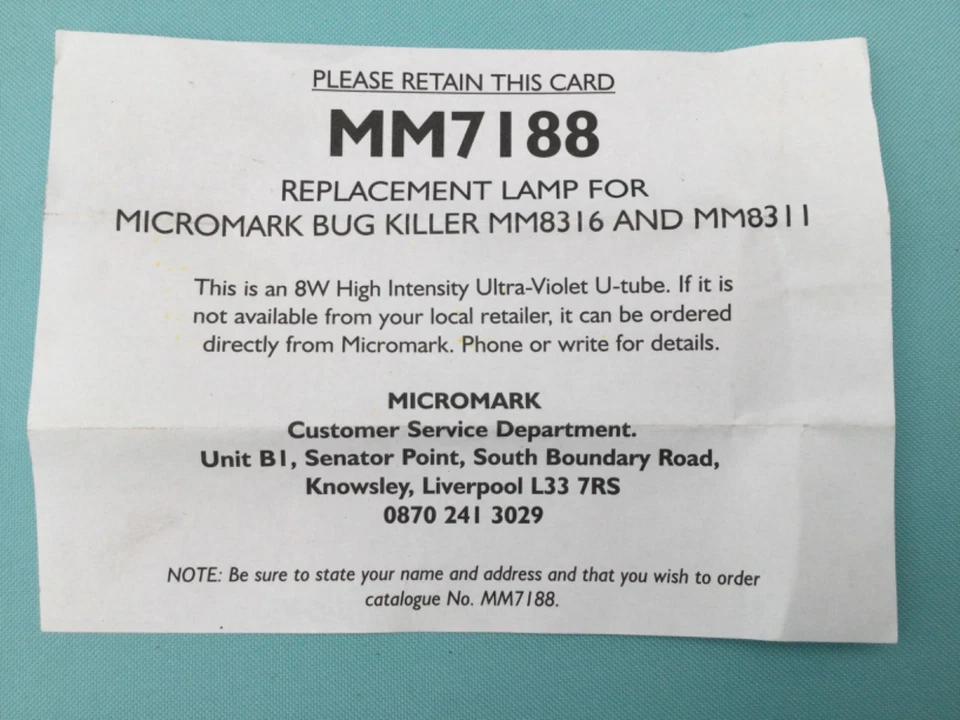 PLEASE RETAIN THIS CARD
MM7188
REPLACEMENT LAMP FOR
MICROMARK BUG KILLER MM8316 AND MM8311
This is an 8W High Intensity Ultra-Violet U-tube. If it is
not available from your local retailer, it can be ordered
directly from Micromark. Phone or write for details.
MICROMARK
Customer Service Department.
Unit B1, Senator Point, South Boundary Road,
Knowsley, Liverpool L33 7RS
0870 241 3029
NOTE: Be sure to state your name and address and that you wish to order
catalogue No. MM7188.